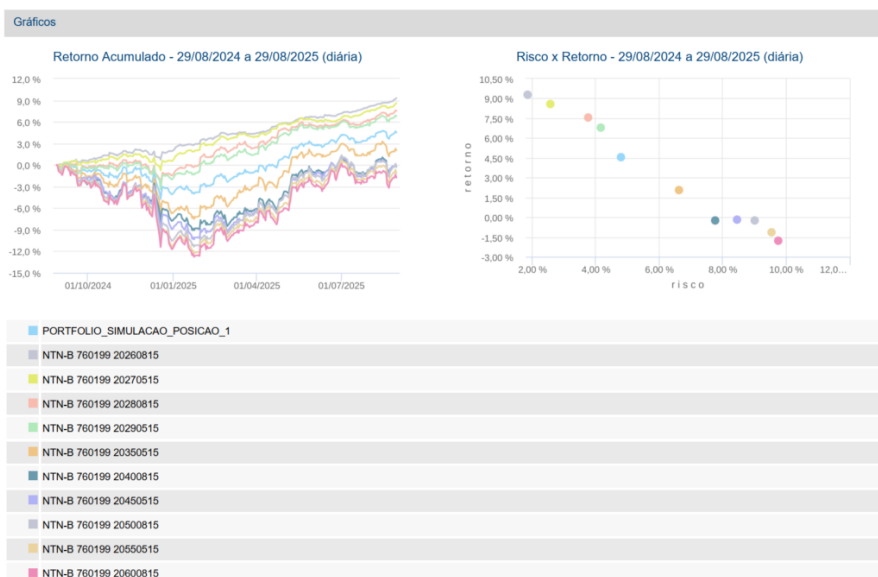 Gráficos
Retorno Acumulado - 29/08/2024 a 29/08/2025 (diária)
12,0 %
9,0 %
6,0 %
3,0 %
0,0 %
-3,0 %
-6,0 %
-9,0 %
-12,0 %
-15,0 %
01/10/2024
01/01/2025
01/04/2025
01/07/2025
Risco x Retorno - 29/08/2024 a 29/08/2025 (diária)
retorno
10,50 %
9,00 %
7,50 %
6,00 %
4,50 %
3,00 %
1,50 %
0,00 %
-1,50 %
-3,00 %
2,00 %
4,00 %
6,00 %
8,00 %
10,00 %
12,0...
risco
PORTFOLIO_SIMULACAO_POSICAO_1
NTN-B 760199 20260815
NTN-B 760199 20270515
NTN-B 760199 20280815
NTN-B 760199 20290515
NTN-B 760199 20350515
NTN-B 760199 20400815
NTN-B 760199 20450515
NTN-B 760199 20500815
NTN-B 760199 20550515
NTN-B 760199 20600815